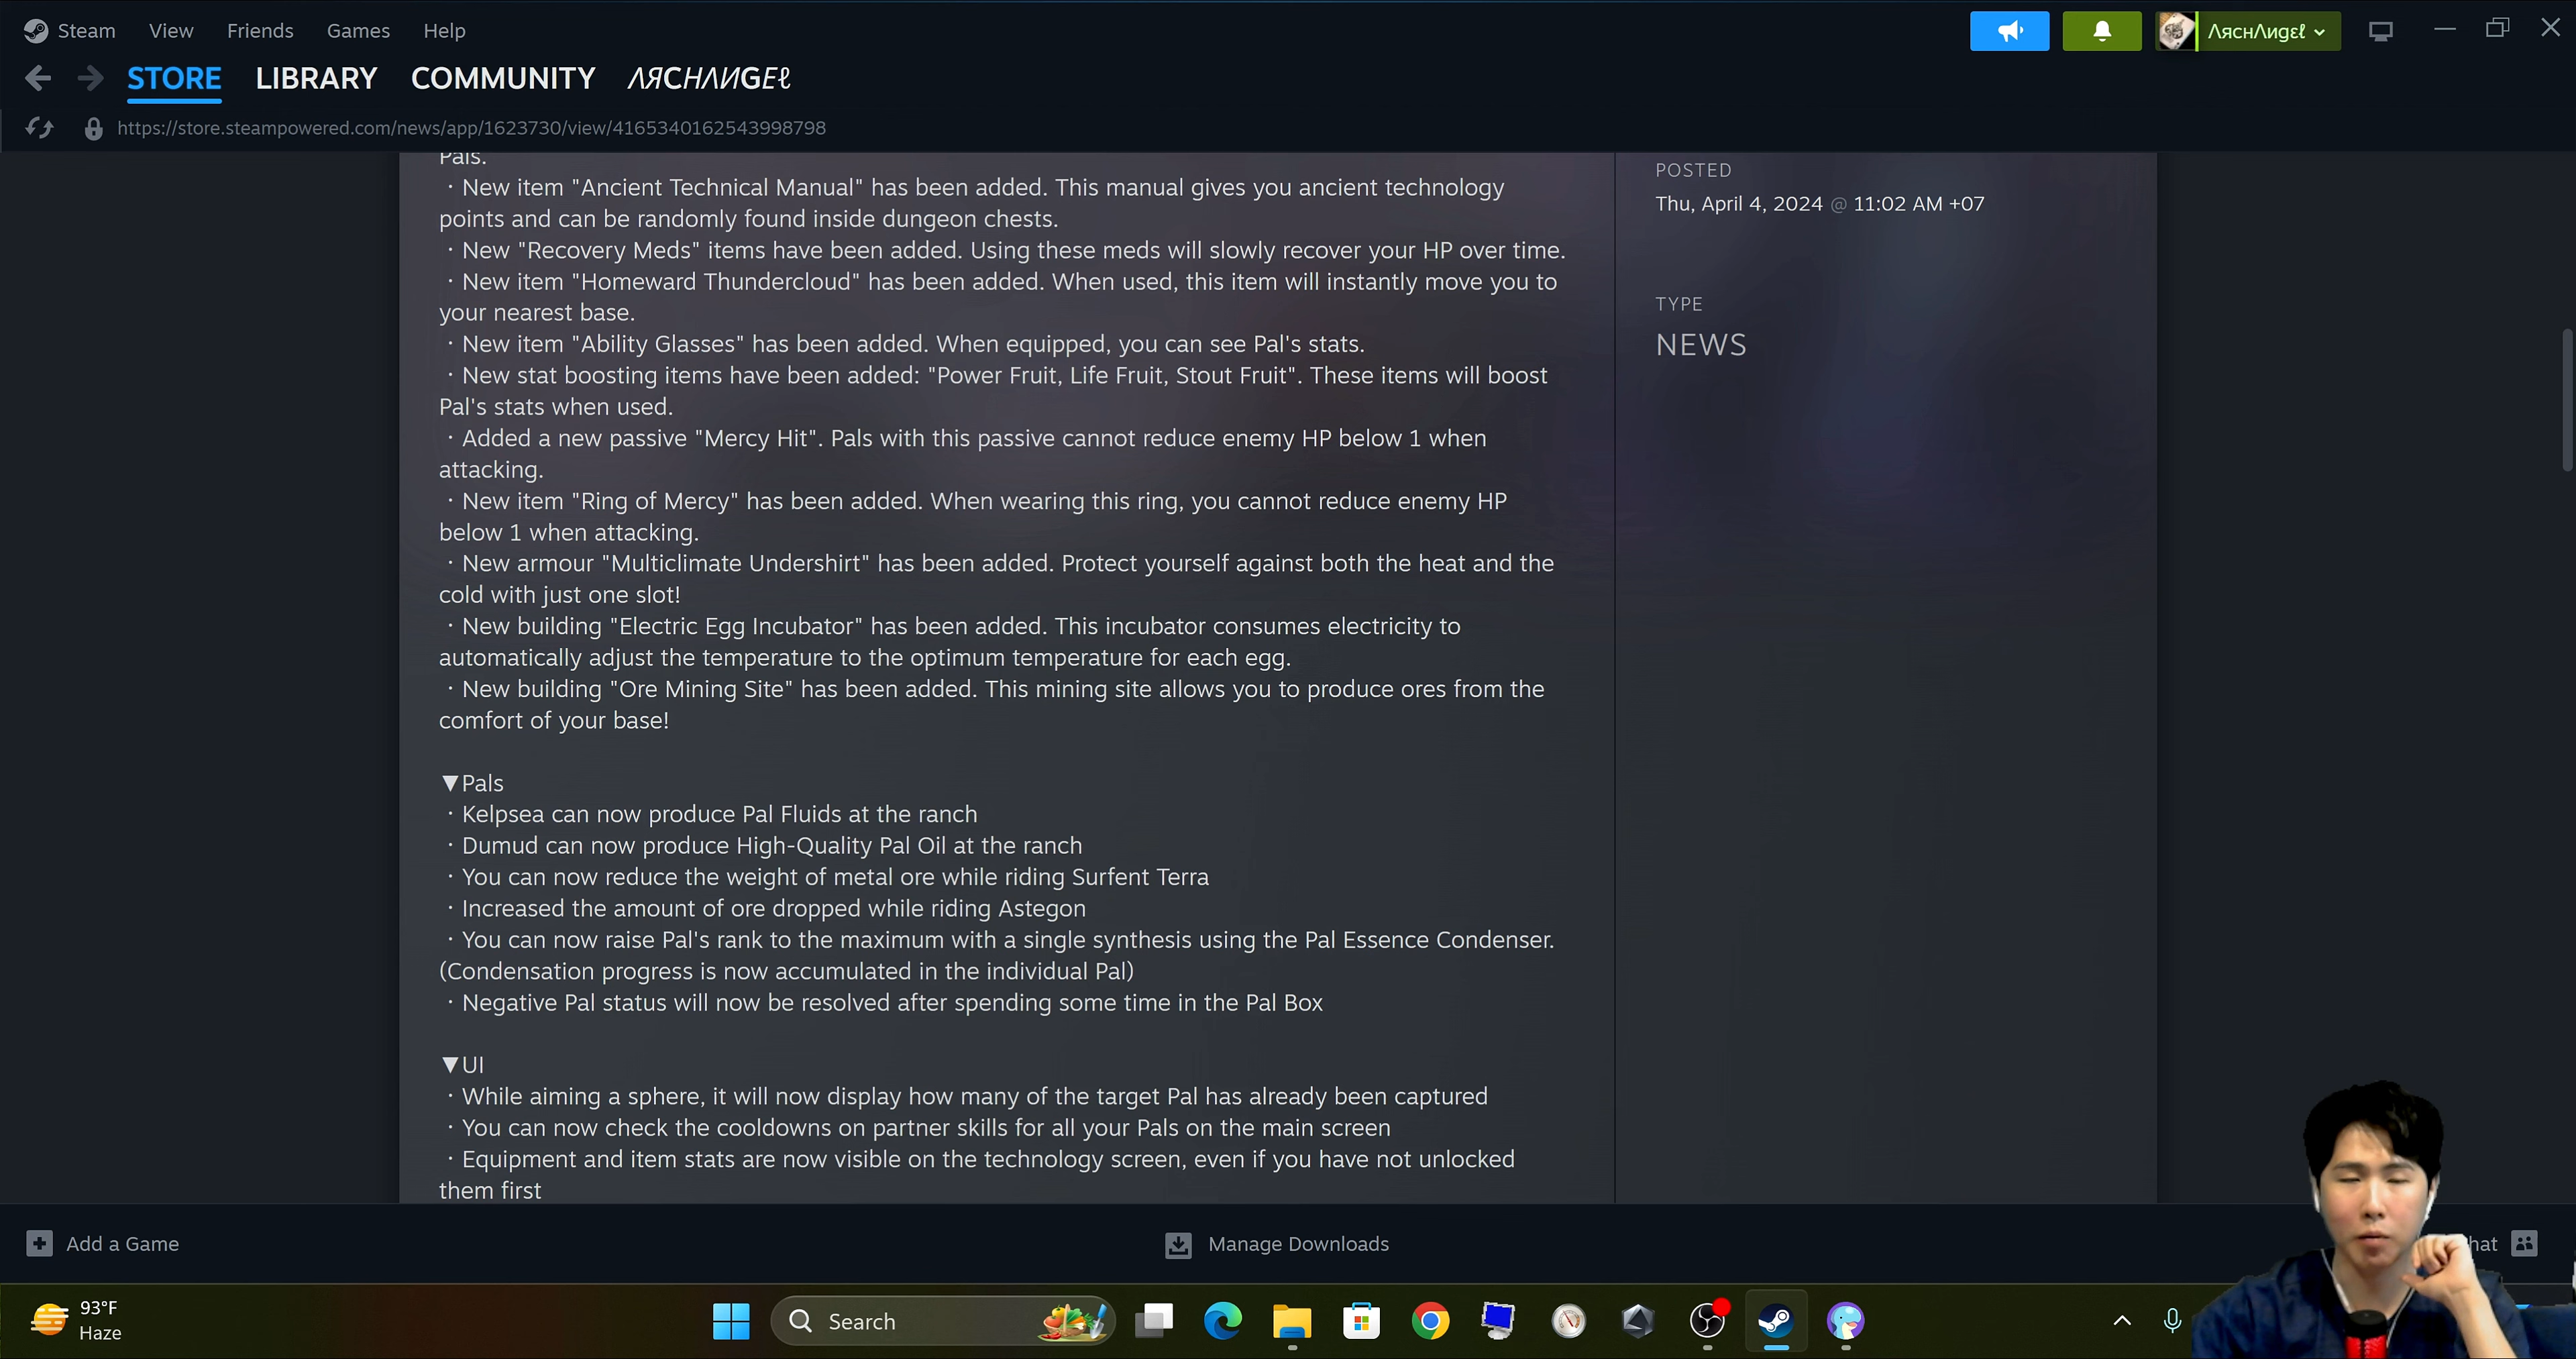 Steam View Friends Games Help
ΛЯCHΛИGΕℓ
STORE LIBRARY COMMUNITY ΛЯCHΛИGΕℓ
https://store.steampowered.com/news/app/1623730/view/4165340162543998798
Pals.
・New item "Ancient Technical Manual" has been added. This manual gives you ancient technology
points and can be randomly found inside dungeon chests.
・New "Recovery Meds" items have been added. Using these meds will slowly recover your HP over time.
・New item "Homeward Thundercloud" has been added. When used, this item will instantly move you to
your nearest base.
・New item "Ability Glasses" has been added. When equipped, you can see Pal's stats.
・New stat boosting items have been added: "Power Fruit, Life Fruit, Stout Fruit". These items will boost
Pal's stats when used.
・Added a new passive "Mercy Hit". Pals with this passive cannot reduce enemy HP below 1 when
attacking.
・New item "Ring of Mercy" has been added. When wearing this ring, you cannot reduce enemy HP
below 1 when attacking.
・New armour "Multiclimate Undershirt" has been added. Protect yourself against both the heat and the
cold with just one slot!
・New building "Electric Egg Incubator" has been added. This incubator consumes electricity to
automatically adjust the temperature to the optimum temperature for each egg.
・New building "Ore Mining Site" has been added. This mining site allows you to produce ores from the
comfort of your base!
▼Pals
・Kelpsea can now produce Pal Fluids at the ranch
・Dumud can now produce High-Quality Pal Oil at the ranch
・You can now reduce the weight of metal ore while riding Surfent Terra
・Increased the amount of ore dropped while riding Astegon
・You can now raise Pal's rank to the maximum with a single synthesis using the Pal Essence Condenser.
(Condensation progress is now accumulated in the individual Pal)
・Negative Pal status will now be resolved after spending some time in the Pal Box
▼UI
・While aiming a sphere, it will now display how many of the target Pal has already been captured
・You can now check the cooldowns on partner skills for all your Pals on the main screen
・Equipment and item stats are now visible on the technology screen, even if you have not unlocked
them first
POSTED
Thu, April 4, 2024 @ 11:02 AM +07
TYPE
NEWS
Add a Game
Manage Downloads
hat
93°F
Haze
Search